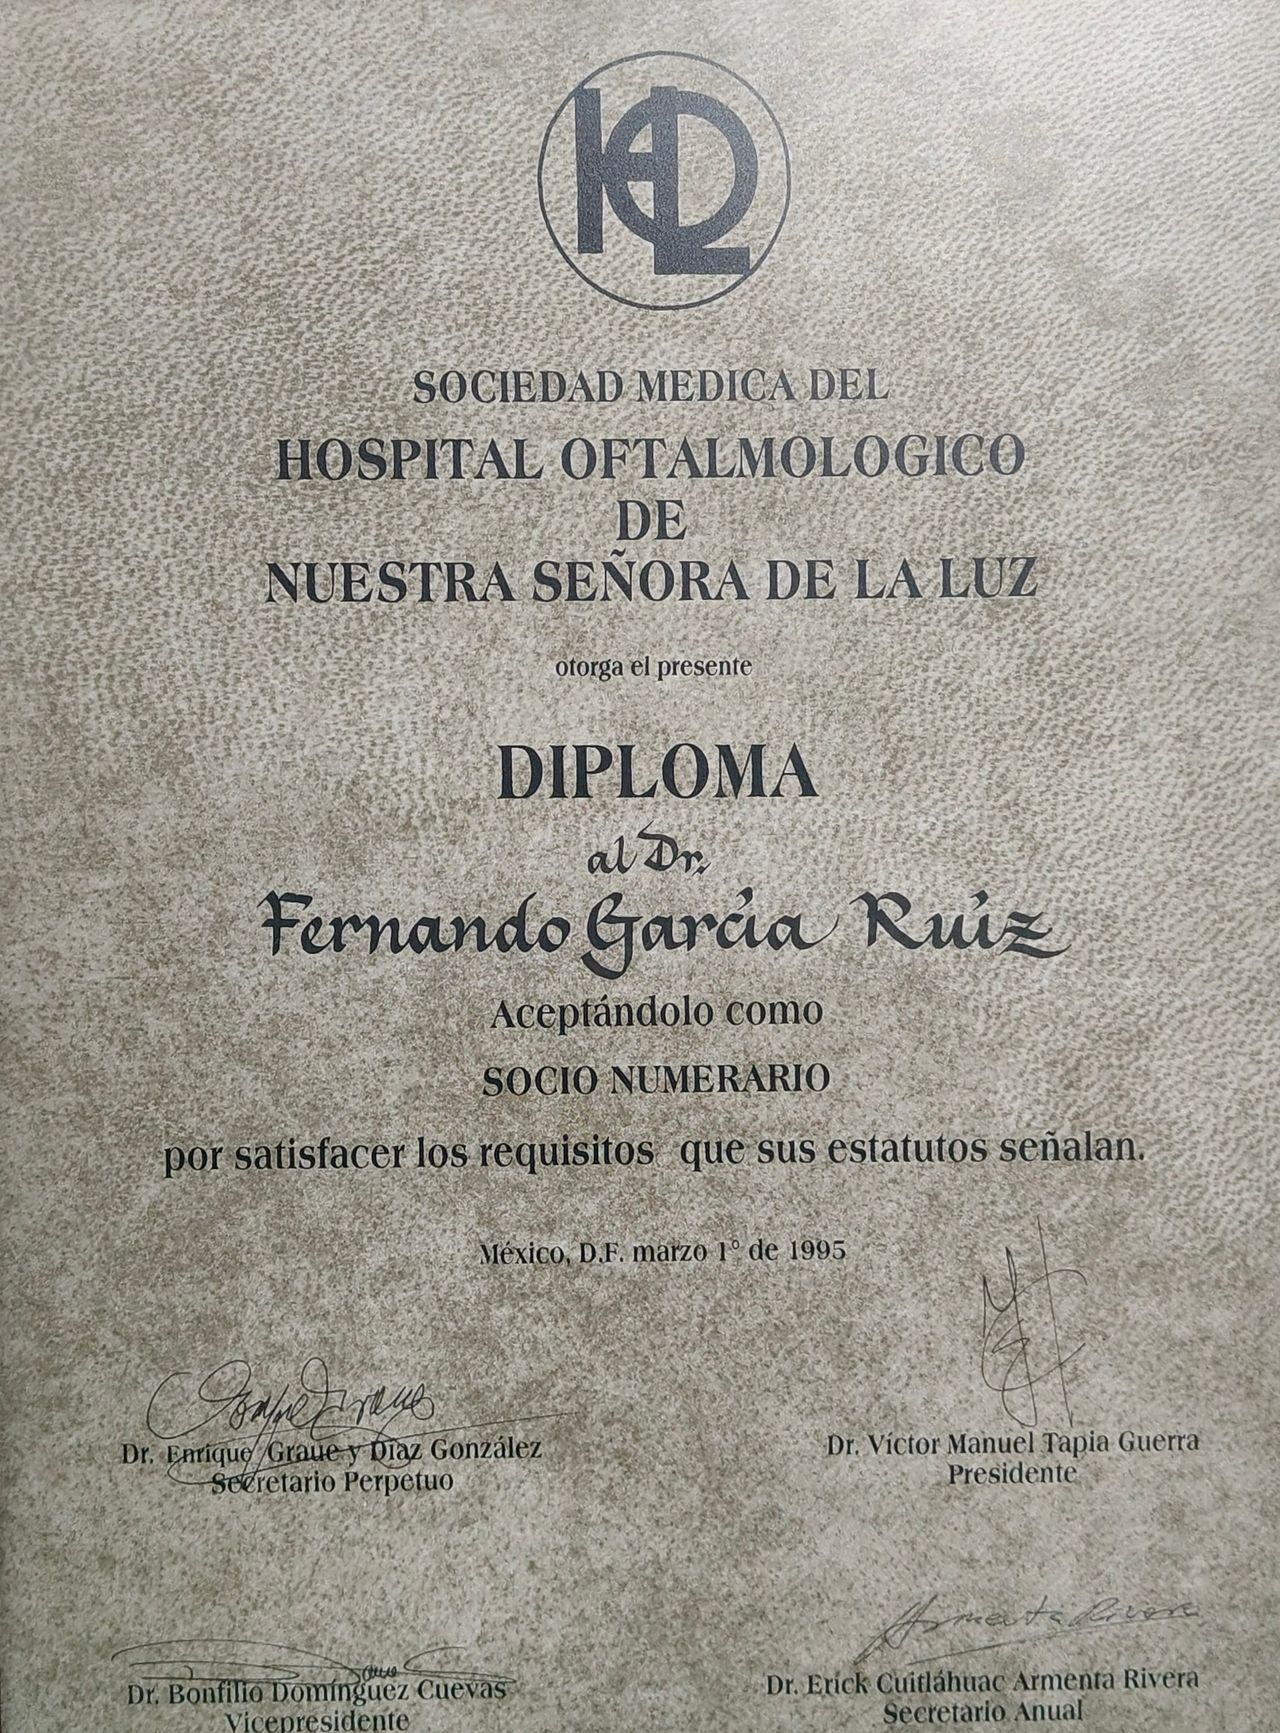 HOL
SOCIEDAD MEDICA DEL
HOSPITAL OFTALMOLOGICO
DE
NUESTRA SEÑORA DE LA LUZ
otorga el presente
DIPLOMA
al Dr.
Fernando García Ruiz
Aceptándolo como
SOCIO NUMERARIO
por satisfacer los requisitos que sus estatutos señalan.
México, D.F. marzo 1° de 1995
Dr. Enrique Graue y Díaz González
Secretario Perpetuo
Dr. Víctor Manuel Tapia Guerra
Presidente
Armenta Rivera
Dr. Bonfilio Domínguez Cuevas
Vicepresidente
Dr. Erick Cuitláhuac Armenta Rivera
Secretario Anual